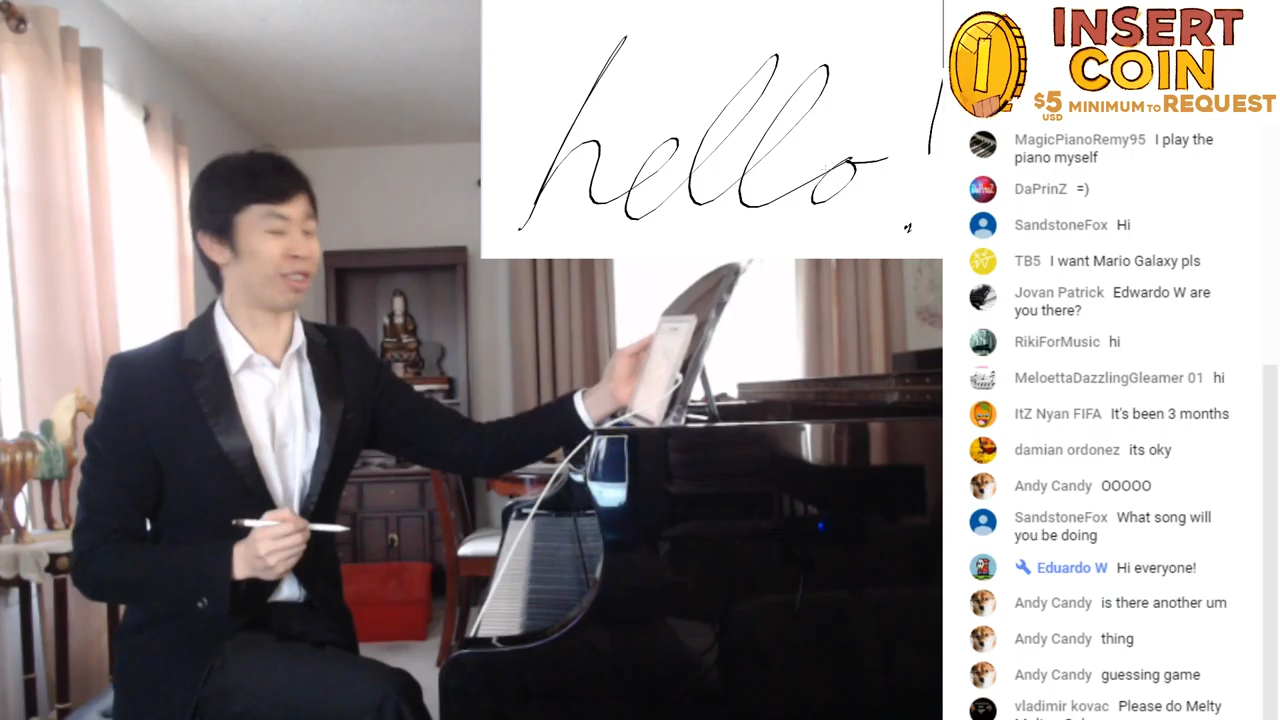 hello!
INSERT
COIN
$5
USD
MINIMUM TO REQUEST
MagicPianoRemy95 I play the
piano myself
DaPrinZ =)
SandstoneFox Hi
TB5 I want Mario Galaxy pls
Jovan Patrick Edwardo W are
you there?
RikiForMusic hi
MeloettaDazzlingGleamer 01 hi
ItZ Nyan FIFA It's been 3 months
damian ordonez its oky
Andy Candy OOOOO
SandstoneFox What song will
you be doing
Eduardo W Hi everyone!
Andy Candy is there another um
Andy Candy thing
Andy Candy guessing game
vladimir kovac Please do Melty